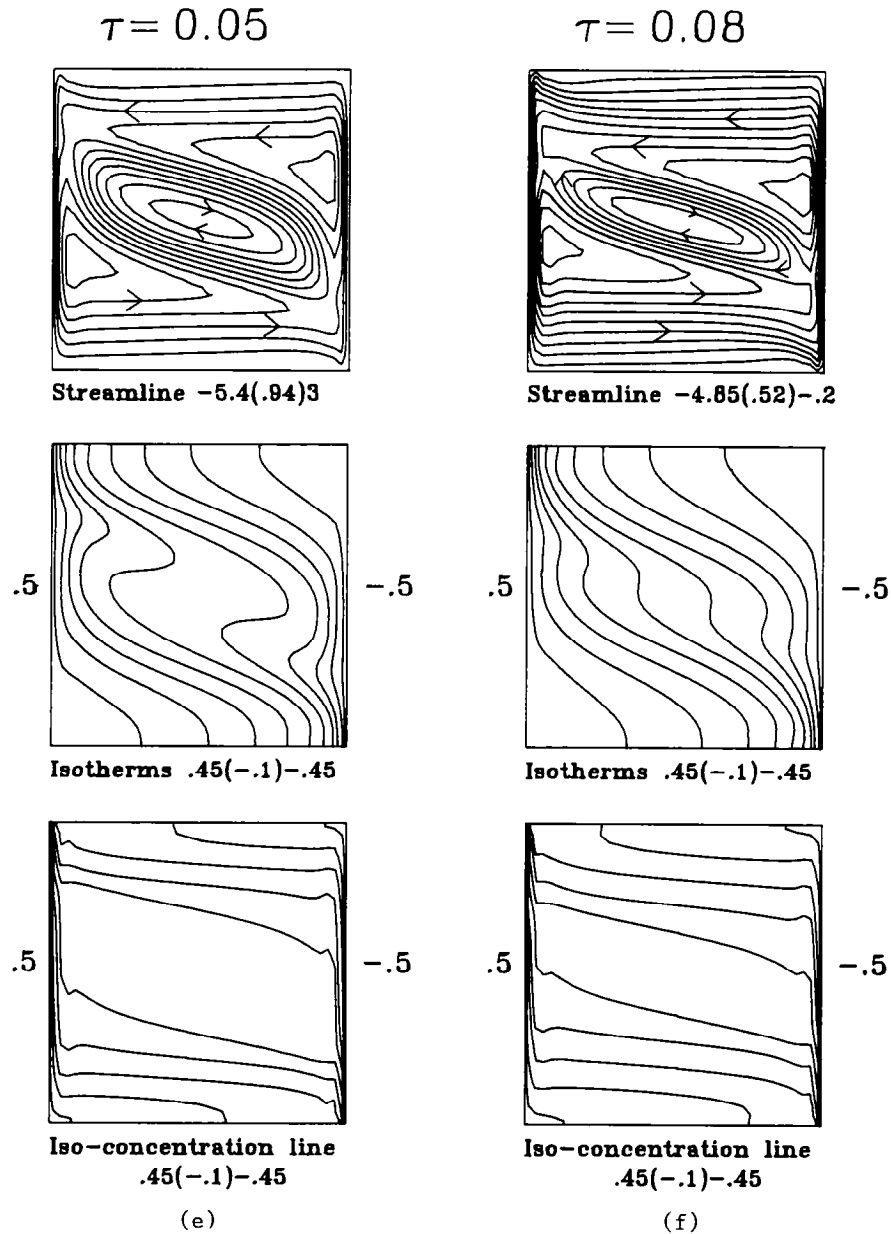 τ = 0.05
τ = 0.08
Streamline -5.4(.94)3
Streamline -4.85(.52)-.2
.5
-.5
.5
-.5
Isotherms .45(-.1)-.45
Isotherms .45(-.1)-.45
.5
-.5
.5
-.5
Iso-concentration line
.45(-.1)-.45
Iso-concentration line
.45(-.1)-.45
(e)
(f)